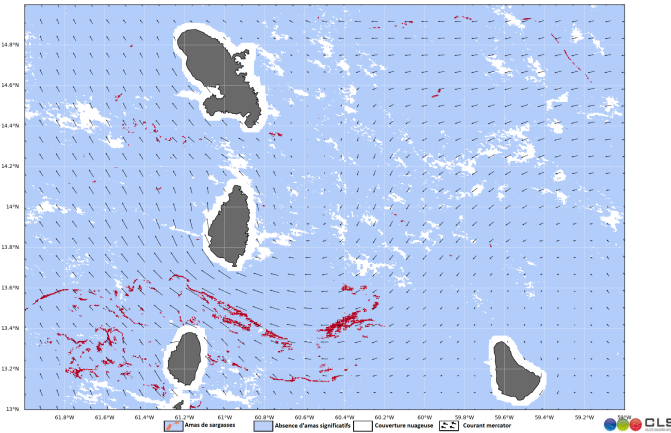 14.8°N
14.6°N
14.4°N
14.2°N
14°N
13.8°N
13.6°N
13.4°N
13.2°N
13°N
61.8°W 61.6°W 61.4°W 61.2°W 61°W 60.8°W 60.6°W 60.4°W 60.2°W 60°W 59.8°W 59.6°W 59.4°W 59.2°W 59°W
Amas de sargasses Absence d'amas significatifs Couverture nuageuse Courant mercator
CLS